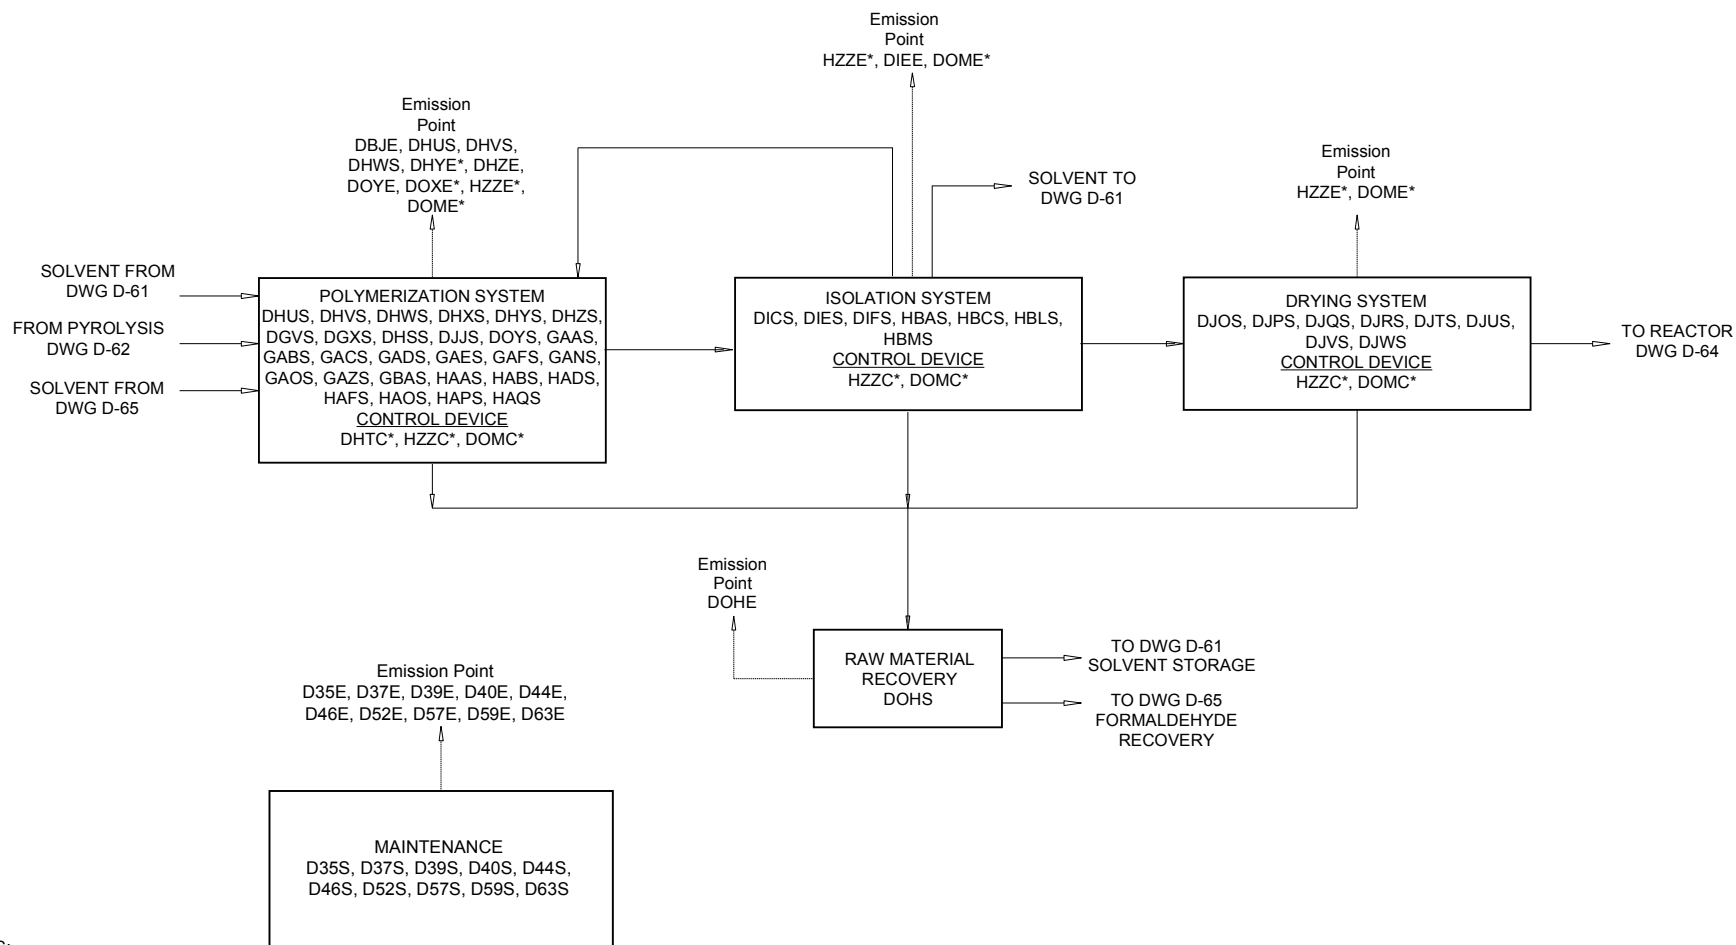 Emission
Point
HZZE*, DIEE, DOME*
Emission
Point
DBJE, DHUS, DHVS,
DHWS, DHYE*, DHZE,
DOYE, DOXE*, HZZE*,
DOME*
Emission
Point
HZZE*, DOME*
SOLVENT TO
DWG D-61
SOLVENT FROM
DWG D-61
FROM PYROLYSIS
DWG D-62
SOLVENT FROM
DWG D-65
POLYMERIZATION SYSTEM
DHUS, DHVS, DHWS, DHXS, DHYS, DHZS,
DGVS, DGXS, DHSS, DJJS, DOYS, GAAS,
GABS, GACS, GADS, GAES, GAFS, GANS,
GAOS, GAZS, GBAS, HAAS, HABS, HADS,
HAFS, HAOS, HAPS, HAQS
CONTROL DEVICE
DHTC*, HZZC*, DOMC*
ISOLATION SYSTEM
DICS, DIES, DIFS, HBAS, HBCS, HBLS,
HBMS
CONTROL DEVICE
HZZC*, DOMC*
DRYING SYSTEM
DJOS, DJPS, DJQS, DJRS, DJTS, DJUS,
DJVS, DJWS
CONTROL DEVICE
HZZC*, DOMC*
TO REACTOR
DWG D-64
Emission
Point
DOHE
RAW MATERIAL
RECOVERY
DOHS
TO DWG D-61
SOLVENT STORAGE
TO DWG D-65
FORMALDEHYDE
RECOVERY
Emission Point
D35E, D37E, D39E, D40E, D44E,
D46E, D52E, D57E, D59E, D63E
MAINTENANCE
D35S, D37S, D39S, D40S, D44S,
D46S, D52S, D57S, D59S, D63S